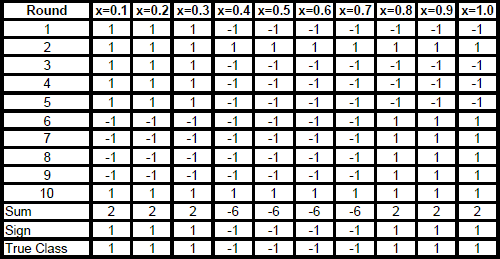 Round x=0.1 x=0.2 x=0.3 x=0.4 x=0.5 x=0.6 x=0.7 x=0.8 x=0.9 x=1.0
1 1 1 1 -1 -1 -1 -1 -1 -1 -1
2 1 1 1 1 1 1 1 1 1 1
3 1 1 1 -1 -1 -1 -1 -1 -1 -1
4 1 1 1 -1 -1 -1 -1 -1 -1 -1
5 1 1 1 -1 -1 -1 -1 -1 -1 -1
6 -1 -1 -1 -1 -1 -1 -1 1 1 1
7 -1 -1 -1 -1 -1 -1 -1 1 1 1
8 -1 -1 -1 -1 -1 -1 -1 1 1 1
9 -1 -1 -1 -1 -1 -1 -1 1 1 1
10 1 1 1 1 1 1 1 1 1 1
Sum 2 2 2 -6 -6 -6 -6 2 2 2
Sign 1 1 1 -1 -1 -1 -1 1 1 1
True Class 1 1 1 -1 -1 -1 -1 1 1 1